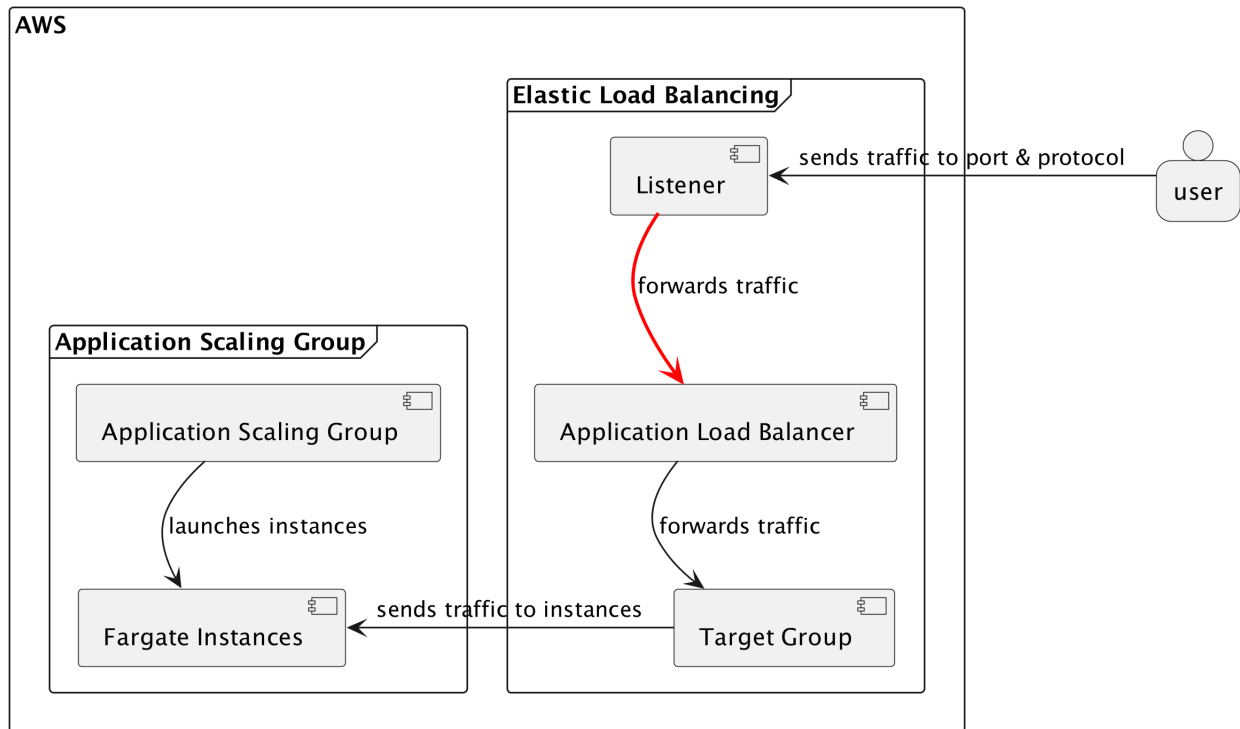 AWS
Elastic Load Balancing
Listener
sends traffic to port & protocol
user
forwards traffic
Application Scaling Group
Application Scaling Group
Application Load Balancer
launches instances
forwards traffic
Fargate Instances
sends traffic to instances
Target Group